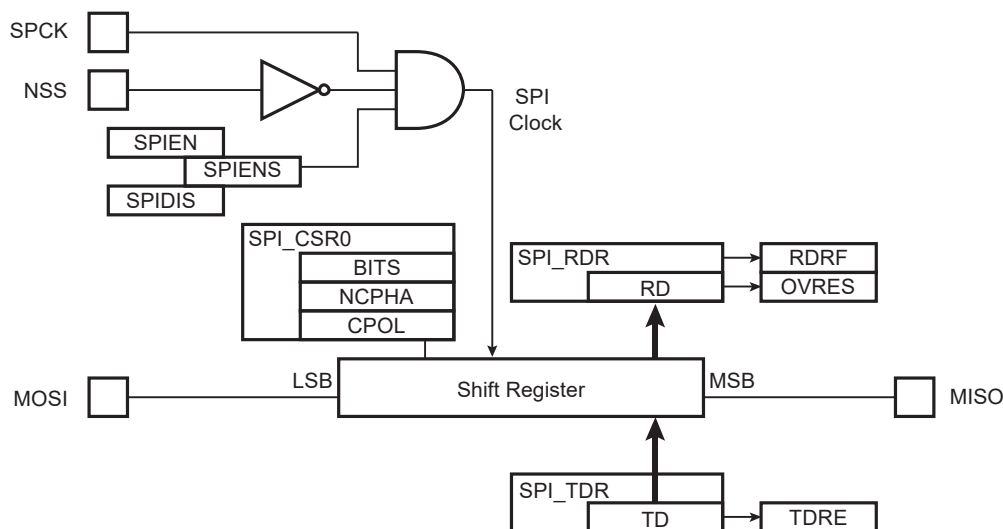 SPCK
NSS
SPI
Clock
SPIEN
SPIENS
SPIDIS
SPI_CSR0
BITS
NCPHA
CPOL
SPI_RDR
RD
RDRF
OVRES
MOSI
LSB
Shift Register
MSB
MISO
SPI_TDR
TD
TDRE